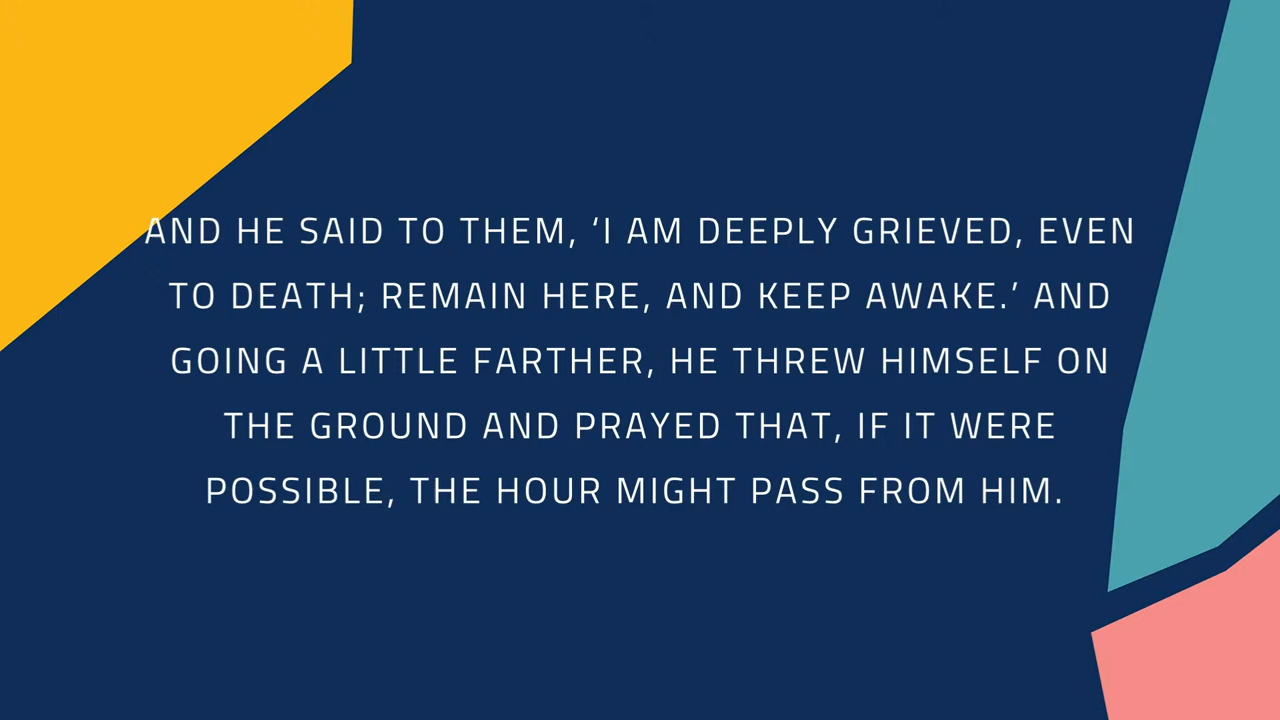 AND HE SAID TO THEM, ‘I AM DEEPLY GRIEVED, EVEN
TO DEATH; REMAIN HERE, AND KEEP AWAKE.’ AND
GOING A LITTLE FARTHER, HE THREW HIMSELF ON
THE GROUND AND PRAYED THAT, IF IT WERE
POSSIBLE, THE HOUR MIGHT PASS FROM HIM.